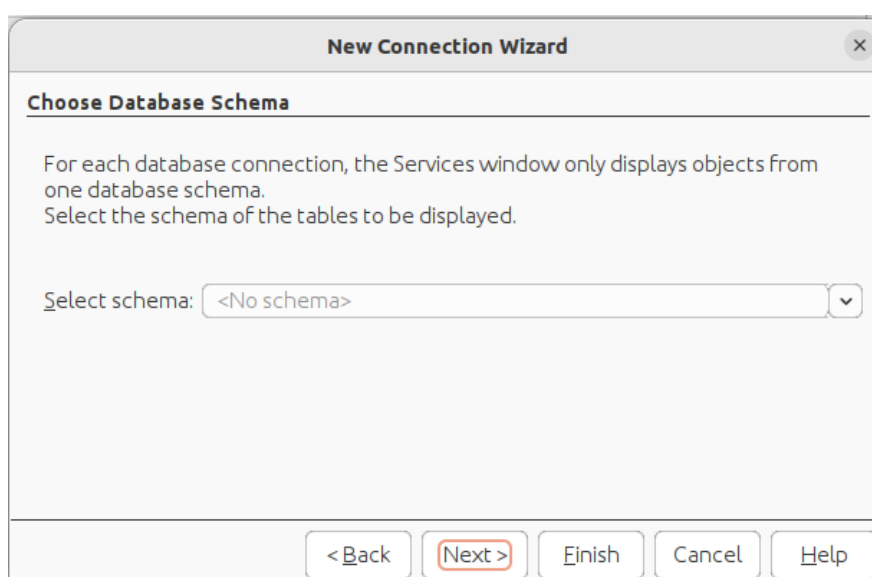 New Connection Wizard
Choose Database Schema
For each database connection, the Services window only displays objects from
one database schema.
Select the schema of the tables to be displayed.
Select schema: <No schema>
< Back Next > Finish Cancel Help